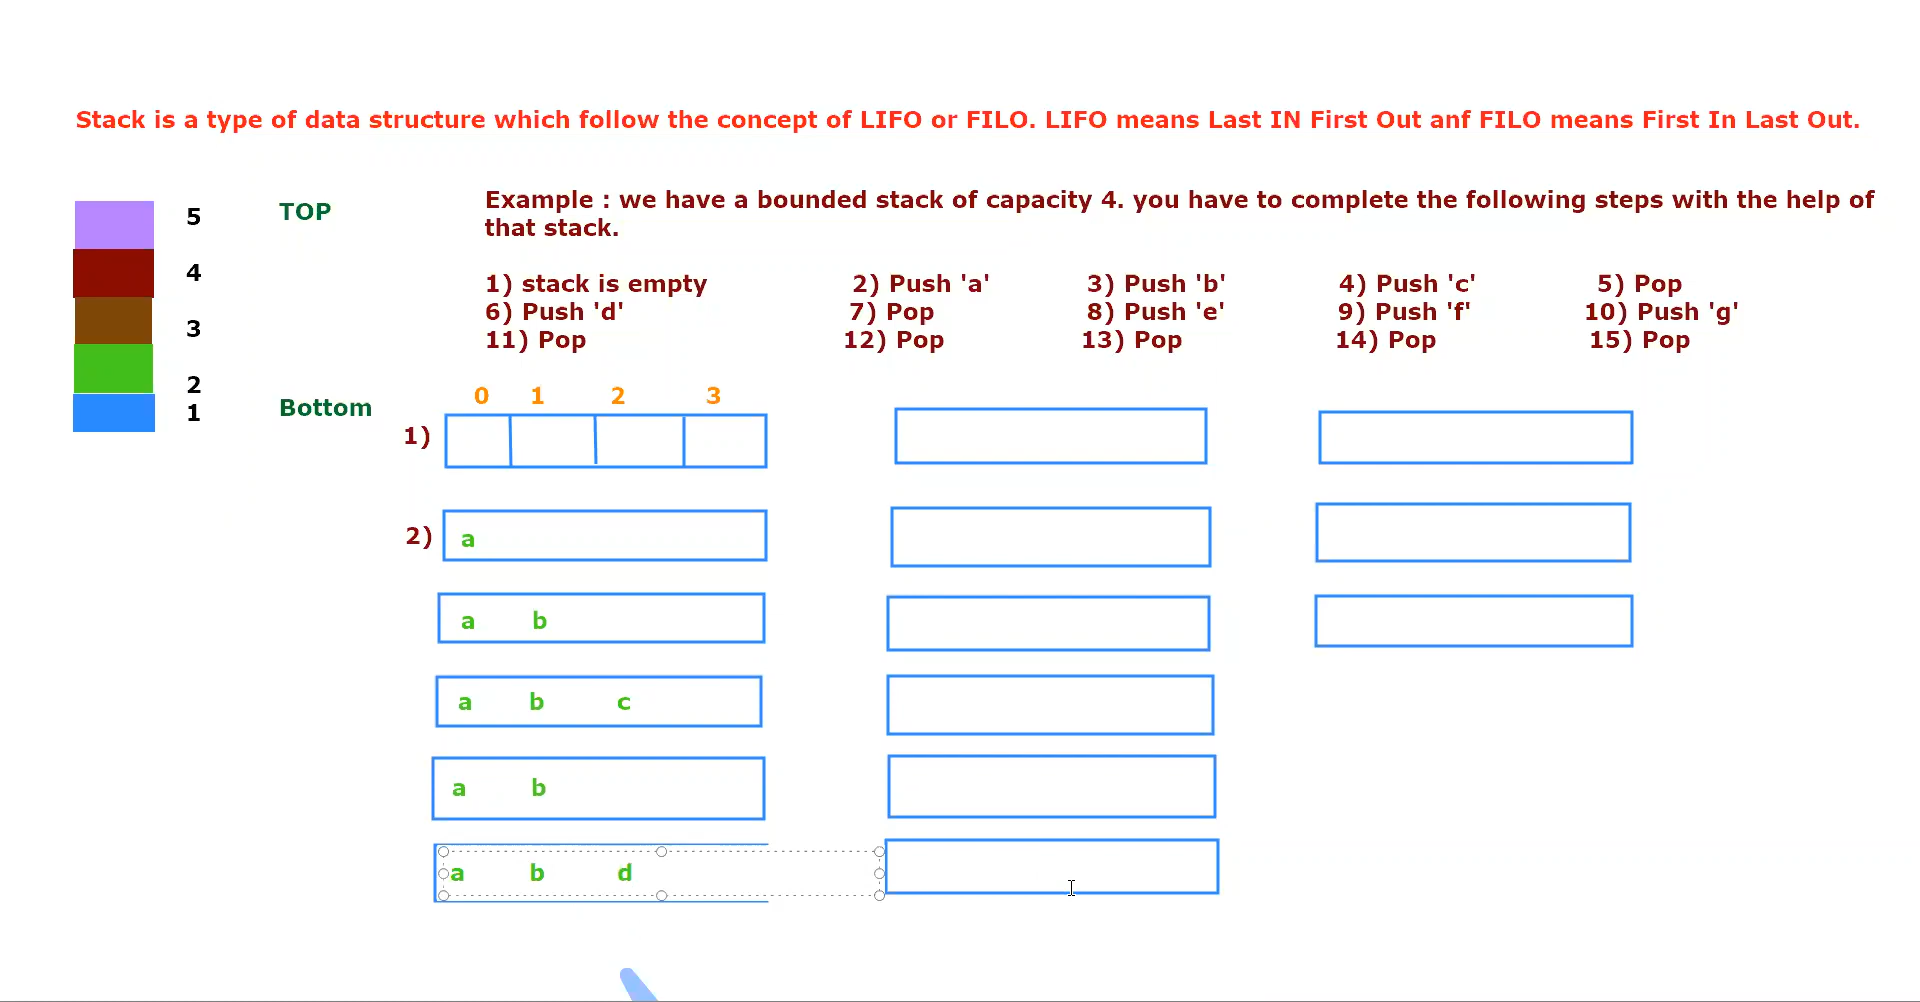 Stack is a type of data structure which follow the concept of LIFO or FILO. LIFO means Last IN First Out anf FILO means First In Last Out.
5 TOP
4
3
2
1 Bottom
Example : we have a bounded stack of capacity 4. you have to complete the following steps with the help of
that stack.
1) stack is empty 2) Push 'a' 3) Push 'b' 4) Push 'c' 5) Pop
6) Push 'd' 7) Pop 8) Push 'e' 9) Push 'f' 10) Push 'g'
11) Pop 12) Pop 13) Pop 14) Pop 15) Pop
0 1 2 3
1)
2) a
a b
a b c
a b
a b d